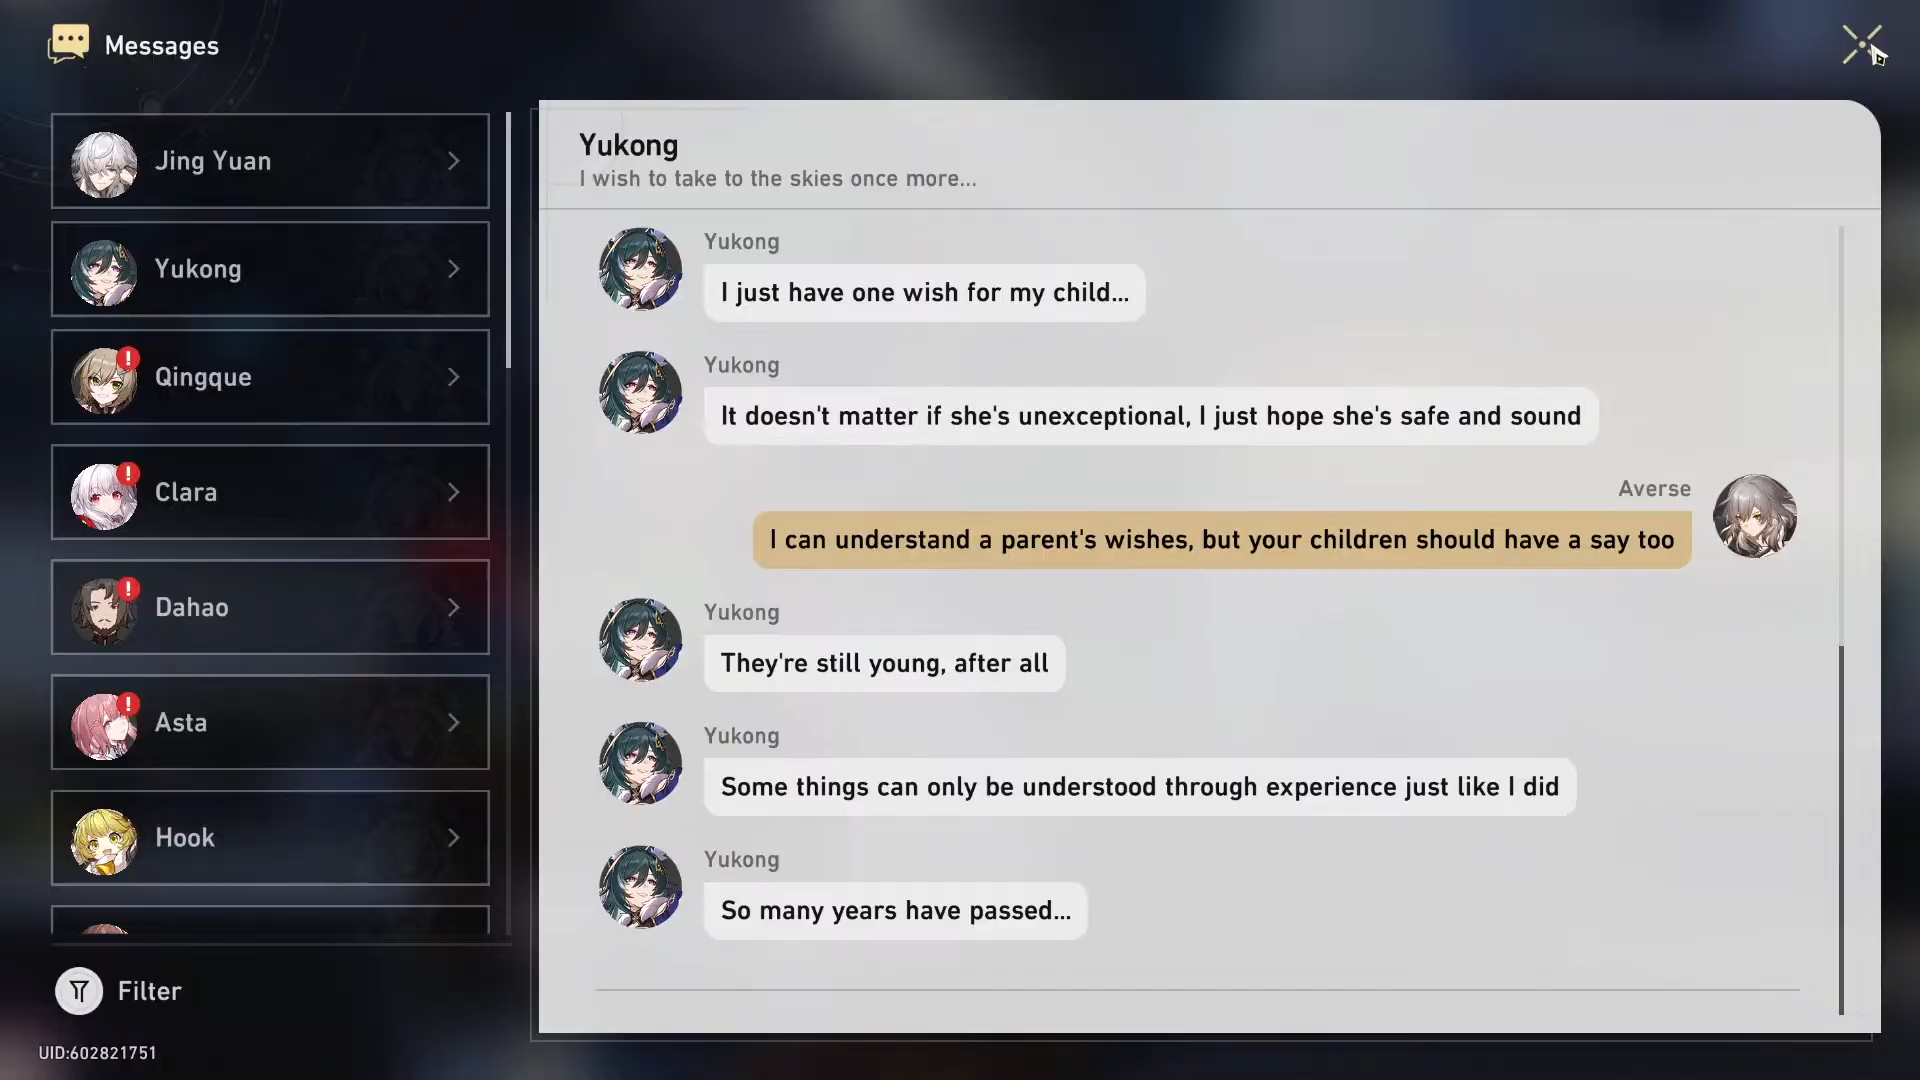 Messages
Jing Yuan
Yukong
Qingque
Clara
Dahao
Asta
Hook
Filter
UID:602821751
Yukong
I wish to take to the skies once more...
Yukong
I just have one wish for my child...
Yukong
It doesn't matter if she's unexceptional, I just hope she's safe and sound
Averse
I can understand a parent's wishes, but your children should have a say too
Yukong
They're still young, after all
Yukong
Some things can only be understood through experience just like I did
Yukong
So many years have passed...